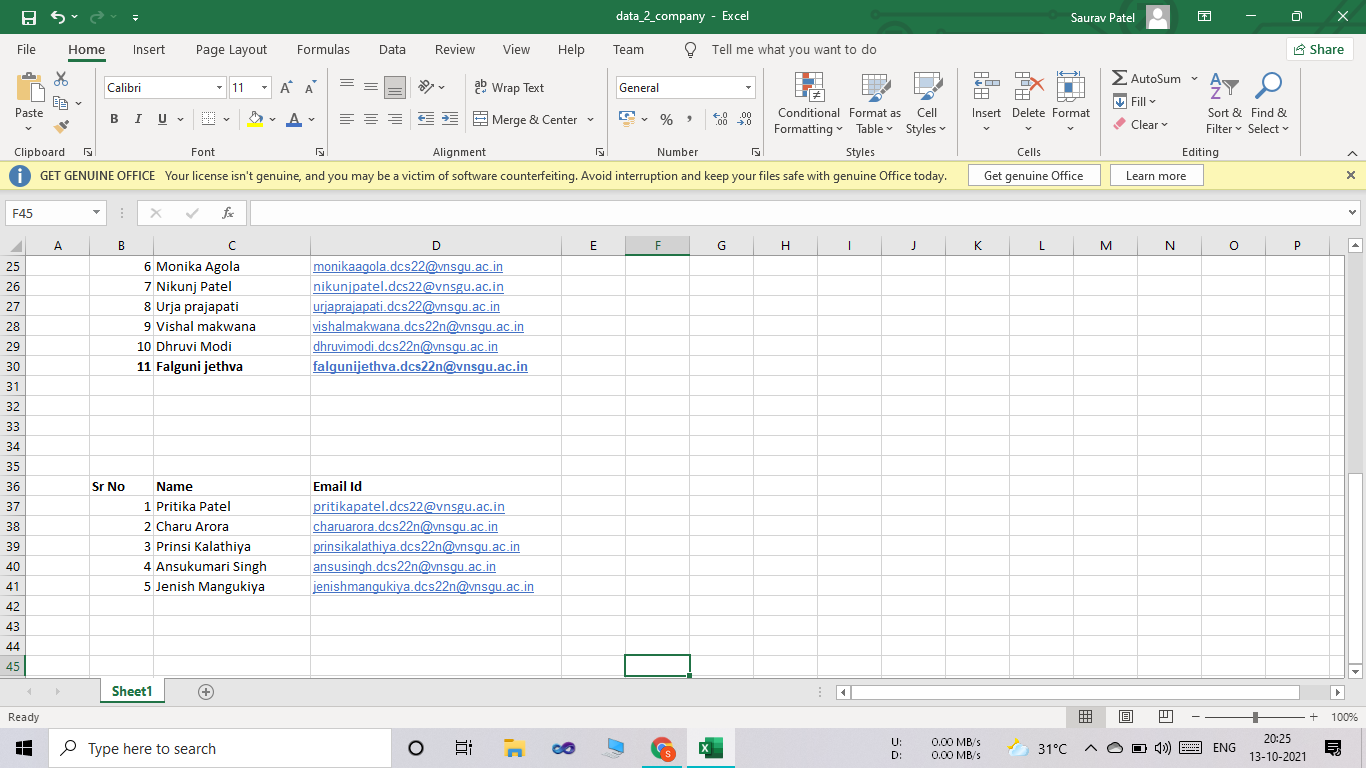 data_2_company - Excel
Saurav Patel
File Home Insert Page Layout Formulas Data Review View Help Team Tell me what you want to do Share
Calibri 11 A A Wrap Text General AutoSum
Paste B I U A Merge & Center % , Conditional Formatting Format as Table Cell Styles Insert Delete Format Fill Clear Sort & Filter Find & Select
Clipboard Font Alignment Number Styles Cells Editing
GET GENUINE OFFICE Your license isn't genuine, and you may be a victim of software counterfeiting. Avoid interruption and keep your files safe with genuine Office today. Get genuine Office Learn more
F45 fx
A B C D E F G H I J K L M N O P
25 6 Monika Agola monikaagola.dcs22@vnsgu.ac.in
26 7 Nikunj Patel nikunjpatel.dcs22@vnsgu.ac.in
27 8 Urja prajapati urjaprajapati.dcs22@vnsgu.ac.in
28 9 Vishal makwana vishalmakwana.dcs22n@vnsgu.ac.in
29 10 Dhruvi Modi dhruvimodi.dcs22n@vnsgu.ac.in
30 11 Falguni jethva falgunijethva.dcs22n@vnsgu.ac.in
31
32
33
34
35
36 Sr No Name Email Id
37 1 Pritika Patel pritikapatel.dcs22@vnsgu.ac.in
38 2 Charu Arora charuarora.dcs22n@vnsgu.ac.in
39 3 Prinsi Kalathiya prinsikalathiya.dcs22n@vnsgu.ac.in
40 4 Ansukumari Singh ansusingh.dcs22n@vnsgu.ac.in
41 5 Jenish Mangukiya jenishmangukiya.dcs22n@vnsgu.ac.in
42
43
44
45
Sheet1
Ready 100%
Type here to search U: 0.00 MB/s 31°C ENG 20:25
D: 0.00 MB/s 13-10-2021